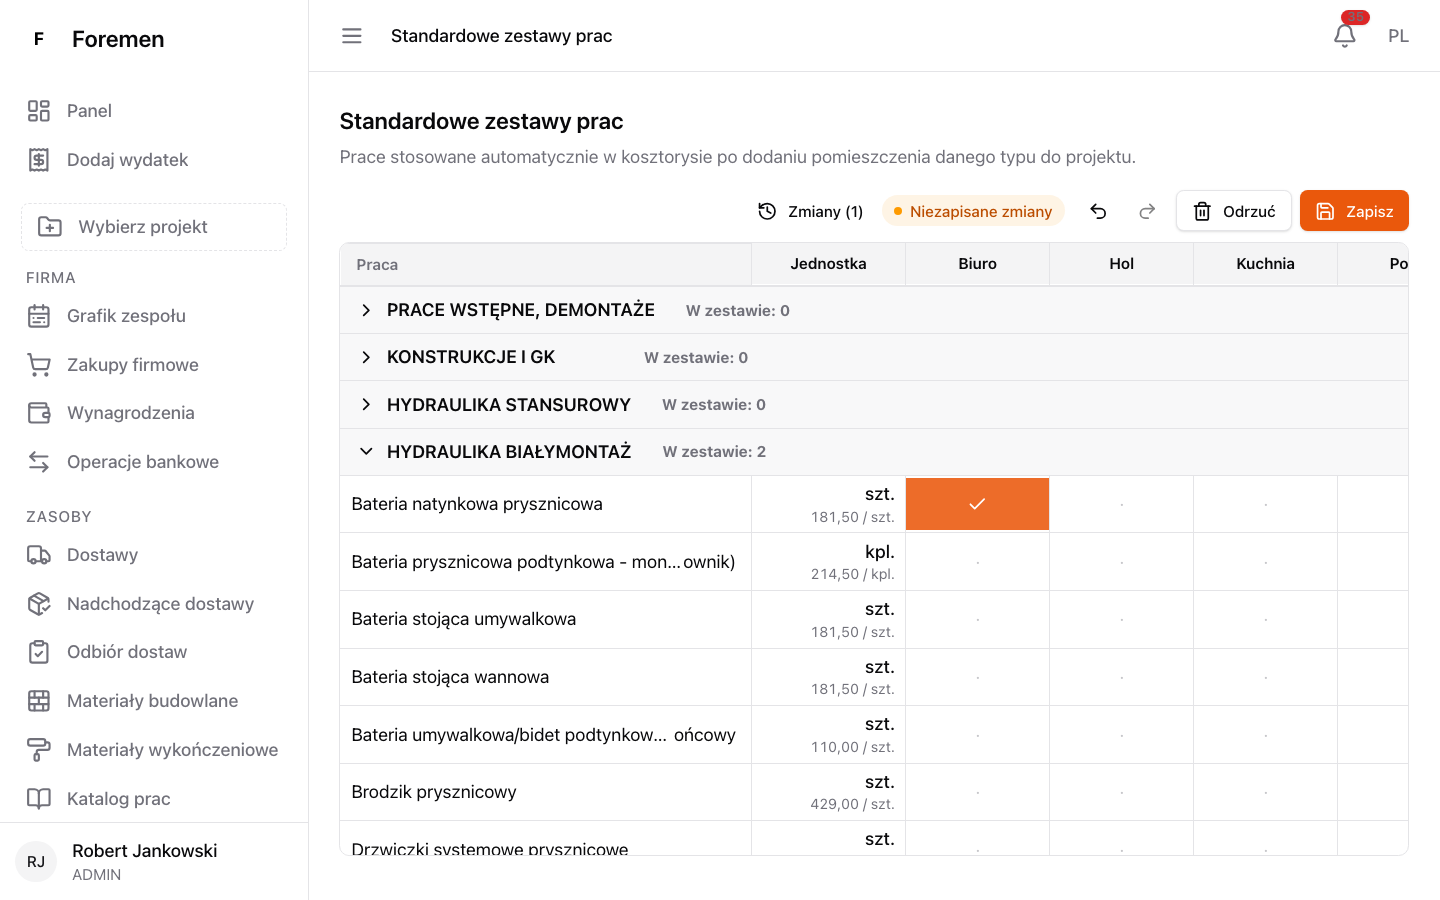 F Foremen
Standardowe zestawy prac
36
PL
Panel
Dodaj wydatek
Wybierz projekt
FIRMA
Grafik zespołu
Zakupy firmowe
Wynagrodzenia
Operacje bankowe
ZASOBY
Dostawy
Nadchodzące dostawy
Odbiór dostaw
Materiały budowlane
Materiały wykończeniowe
Katalog prac
RJ
Robert Jankowski
ADMIN
Standardowe zestawy prac
Prace stosowane automatycznie w kosztorysie po dodaniu pomieszczenia danego typu do projektu.
Zmiany (1) Niezapisane zmiany Odrzuć Zapisz
Praca Jednostka Biuro Hol Kuchnia Po
PRACE WSTĘPNE, DEMONTAŻE W zestawie: 0
KONSTRUKCJE I GK W zestawie: 0
HYDRAULIKA STANSUROWY W zestawie: 0
HYDRAULIKA BIAŁYMONTAŻ W zestawie: 2
Bateria natynkowa prysznicowa szt.
181,50 / szt.
Bateria prysznicowa podtynkowa - mon...ownik) kpl.
214,50 / kpl.
Bateria stojąca umywalkowa szt.
181,50 / szt.
Bateria stojąca wannowa szt.
181,50 / szt.
Bateria umywalkowa/bidet podtynkow... ońcowy szt.
110,00 / szt.
Brodzik prysznicowy szt.
429,00 / szt.
Drzwiczki systemowe prysznicowe szt.